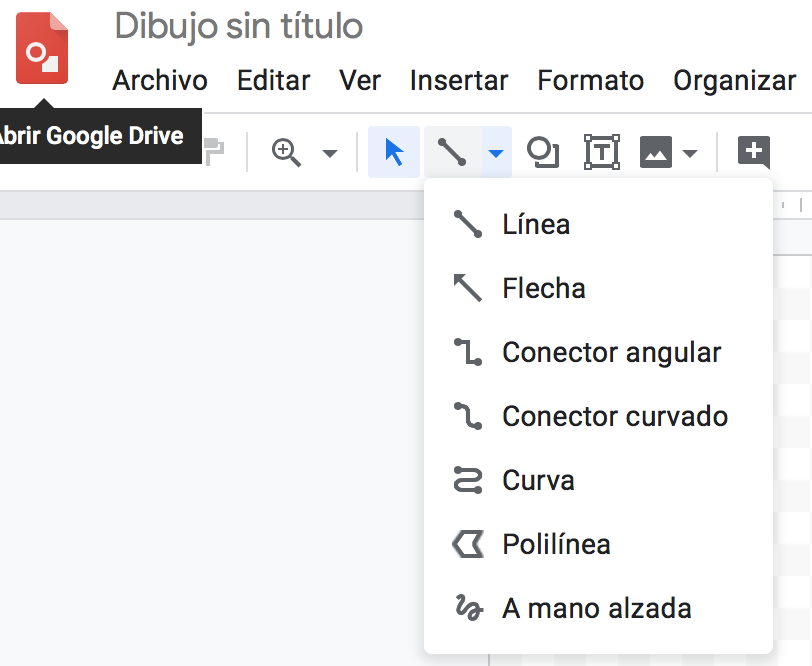 Dibujo sin título
Archivo Editar Ver Insertar Formato Organizar
Abrir Google Drive
T
Línea
Flecha
Conector angular
Conector curvado
Curva
Polilínea
A mano alzada